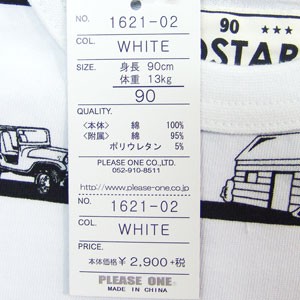 NO. 1621-02
COL. WHITE
SIZE. 身長 90cm
体重 13kg
90
QUALITY.
<本体> 綿 100%
<附属> 綿 95%
ポリウレタン 5%
PLEASE ONE CO.,LTD.
052-910-8511
http://www.please-one.co.jp
NO. 1621-02
COL. WHITE
PRICE.
本体価格 ¥2,900+税
PLEASE ONE.
MADE IN CHINA
90 ★★★
OSTAR